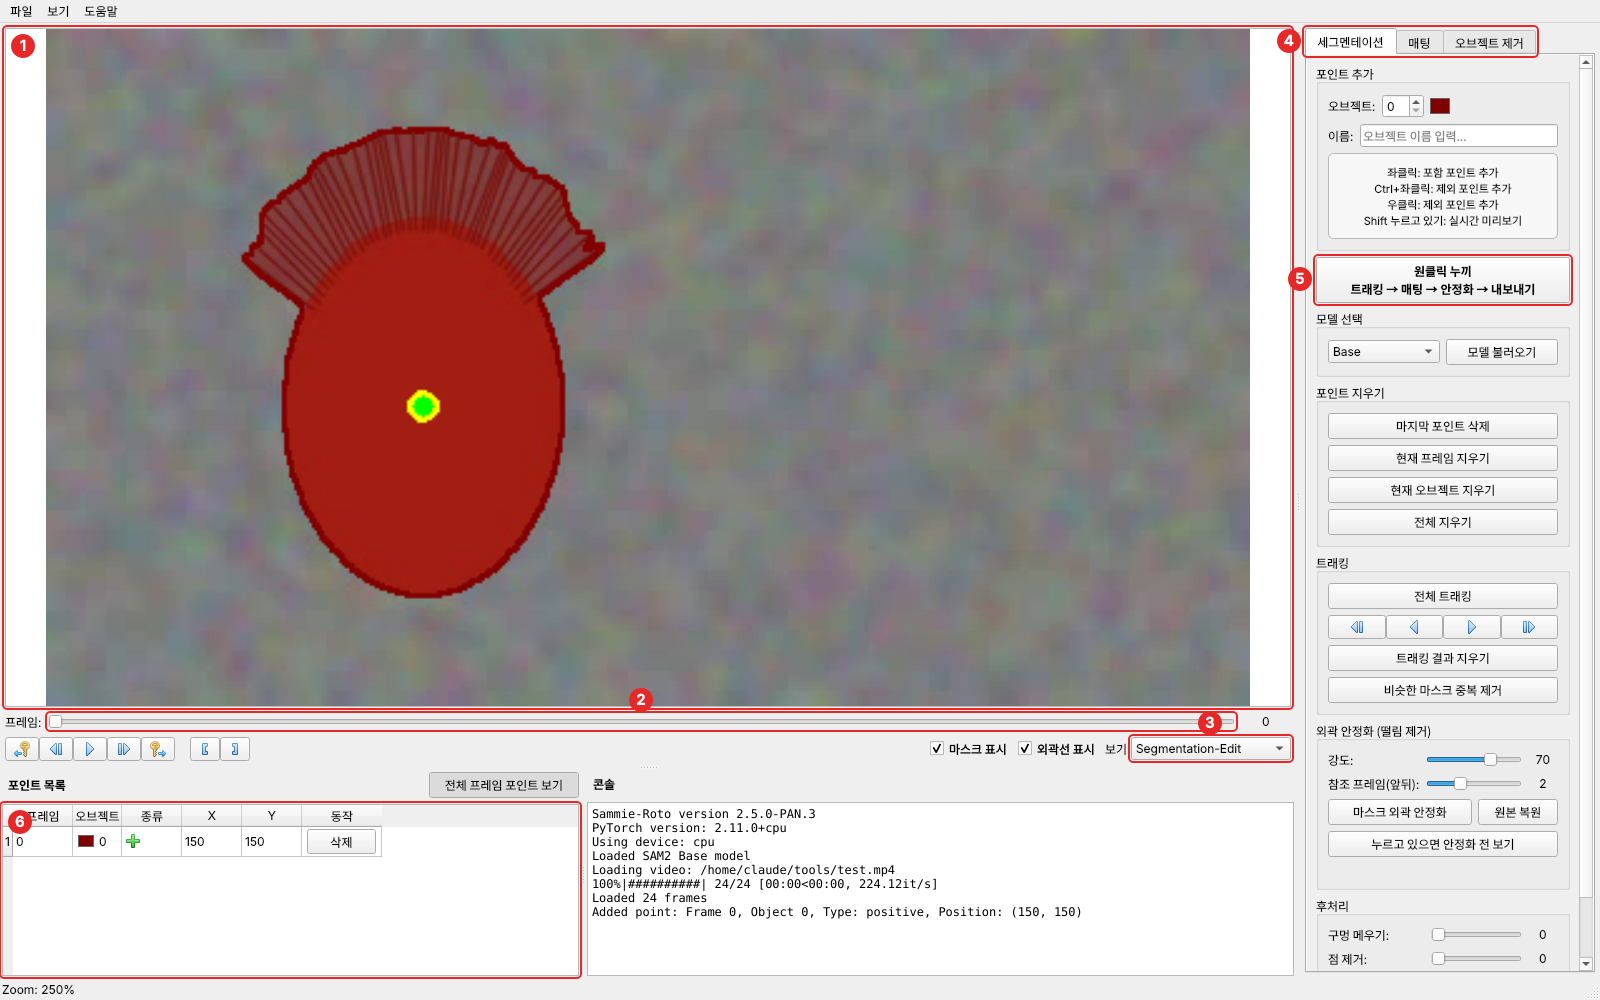 파일 보기 도움말
1
4
세그멘테이션 매팅 오브젝트 제거
포인트 추가
오브젝트: 0
이름: 오브젝트 이름 입력...
좌클릭: 포함 포인트 추가
Ctrl+좌클릭: 제외 포인트 추가
우클릭: 제외 포인트 추가
Shift 누르고 있기: 실시간 미리보기
5
원클릭 누끼
트래킹 → 매팅 → 안정화 → 내보내기
모델 선택
Base 모델 불러오기
포인트 지우기
마지막 포인트 삭제
현재 프레임 지우기
현재 오브젝트 지우기
전체 지우기
트래킹
전체 트래킹
트래킹 결과 지우기
비슷한 마스크 중복 제거
외곽 안정화 (떨림 제거)
강도: 70
참조 프레임(앞뒤): 2
마스크 외곽 안정화 원본 복원
누르고 있으면 안정화 전 보기
후처리
구멍 메우기: 0
점 제거: 0
2
프레임: 0
3
마스크 표시 외곽선 표시 보기 Segmentation-Edit
포인트 목록 전체 프레임 포인트 보기
6
프레임 오브젝트 종류 X Y 동작
1 0 0 150 150 삭제
콘솔
Sammie-Roto version 2.5.0-PAN.3
PyTorch version: 2.11.0+cpu
Using device: cpu
Loaded SAM2 Base model
Loading video: /home/claude/tools/test.mp4
100%|##########| 24/24 [00:00<00:00, 224.12it/s]
Loaded 24 frames
Added point: Frame 0, Object 0, Type: positive, Position: (150, 150)
Zoom: 250%